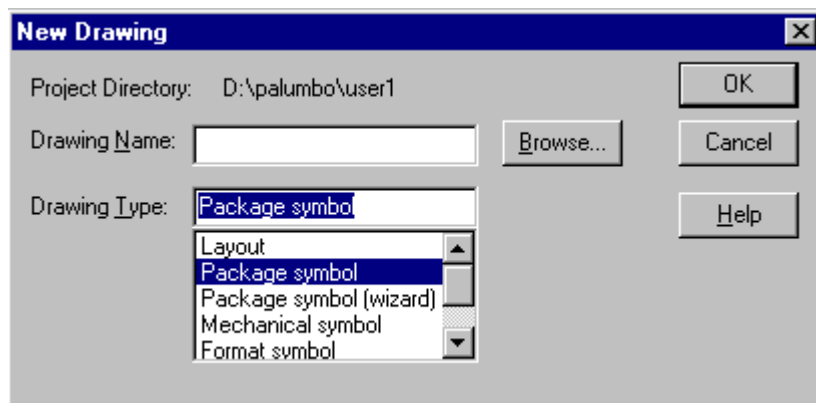 New Drawing
Project Directory: D:\palumbo\user1
OK
Drawing Name:
Browse...
Cancel
Drawing Type: Package symbol
Help
Layout
Package symbol
Package symbol (wizard)
Mechanical symbol
Format symbol